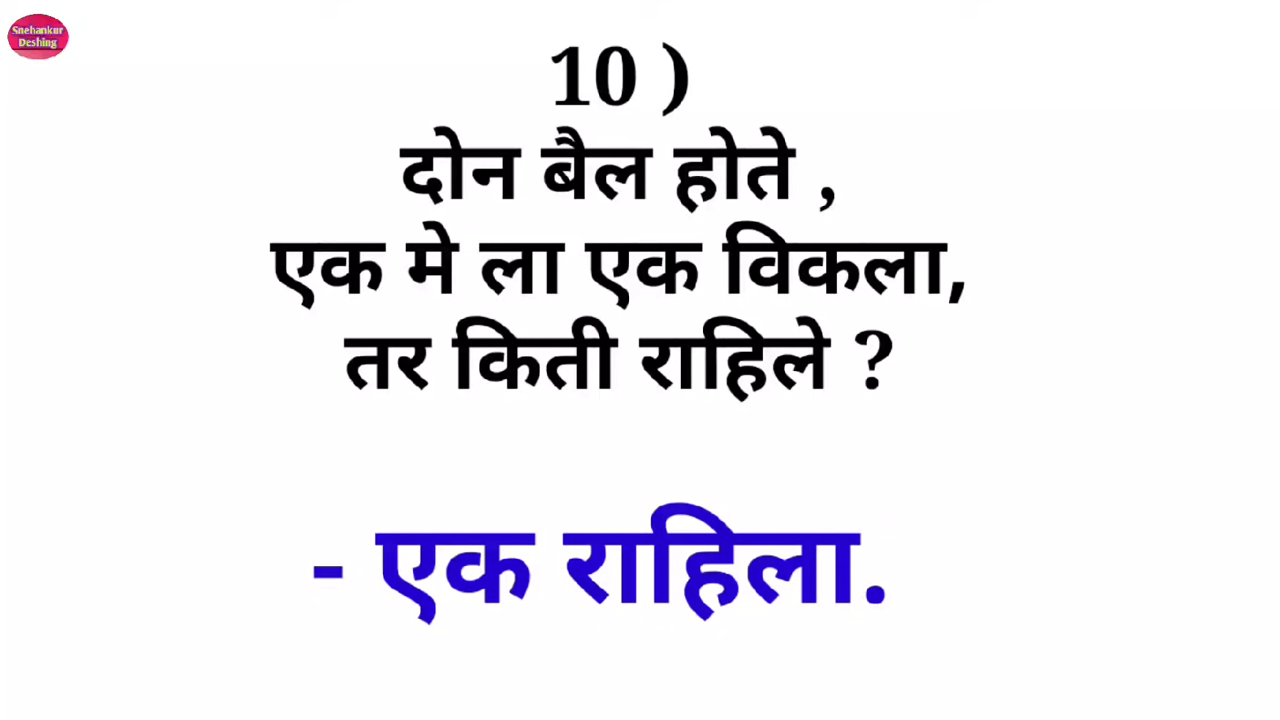 Snehankur
Deshing
10 )
दोन बैल होते ,
एक मे ला एक विकला,
तर किती राहिले ?
- एक राहिला.